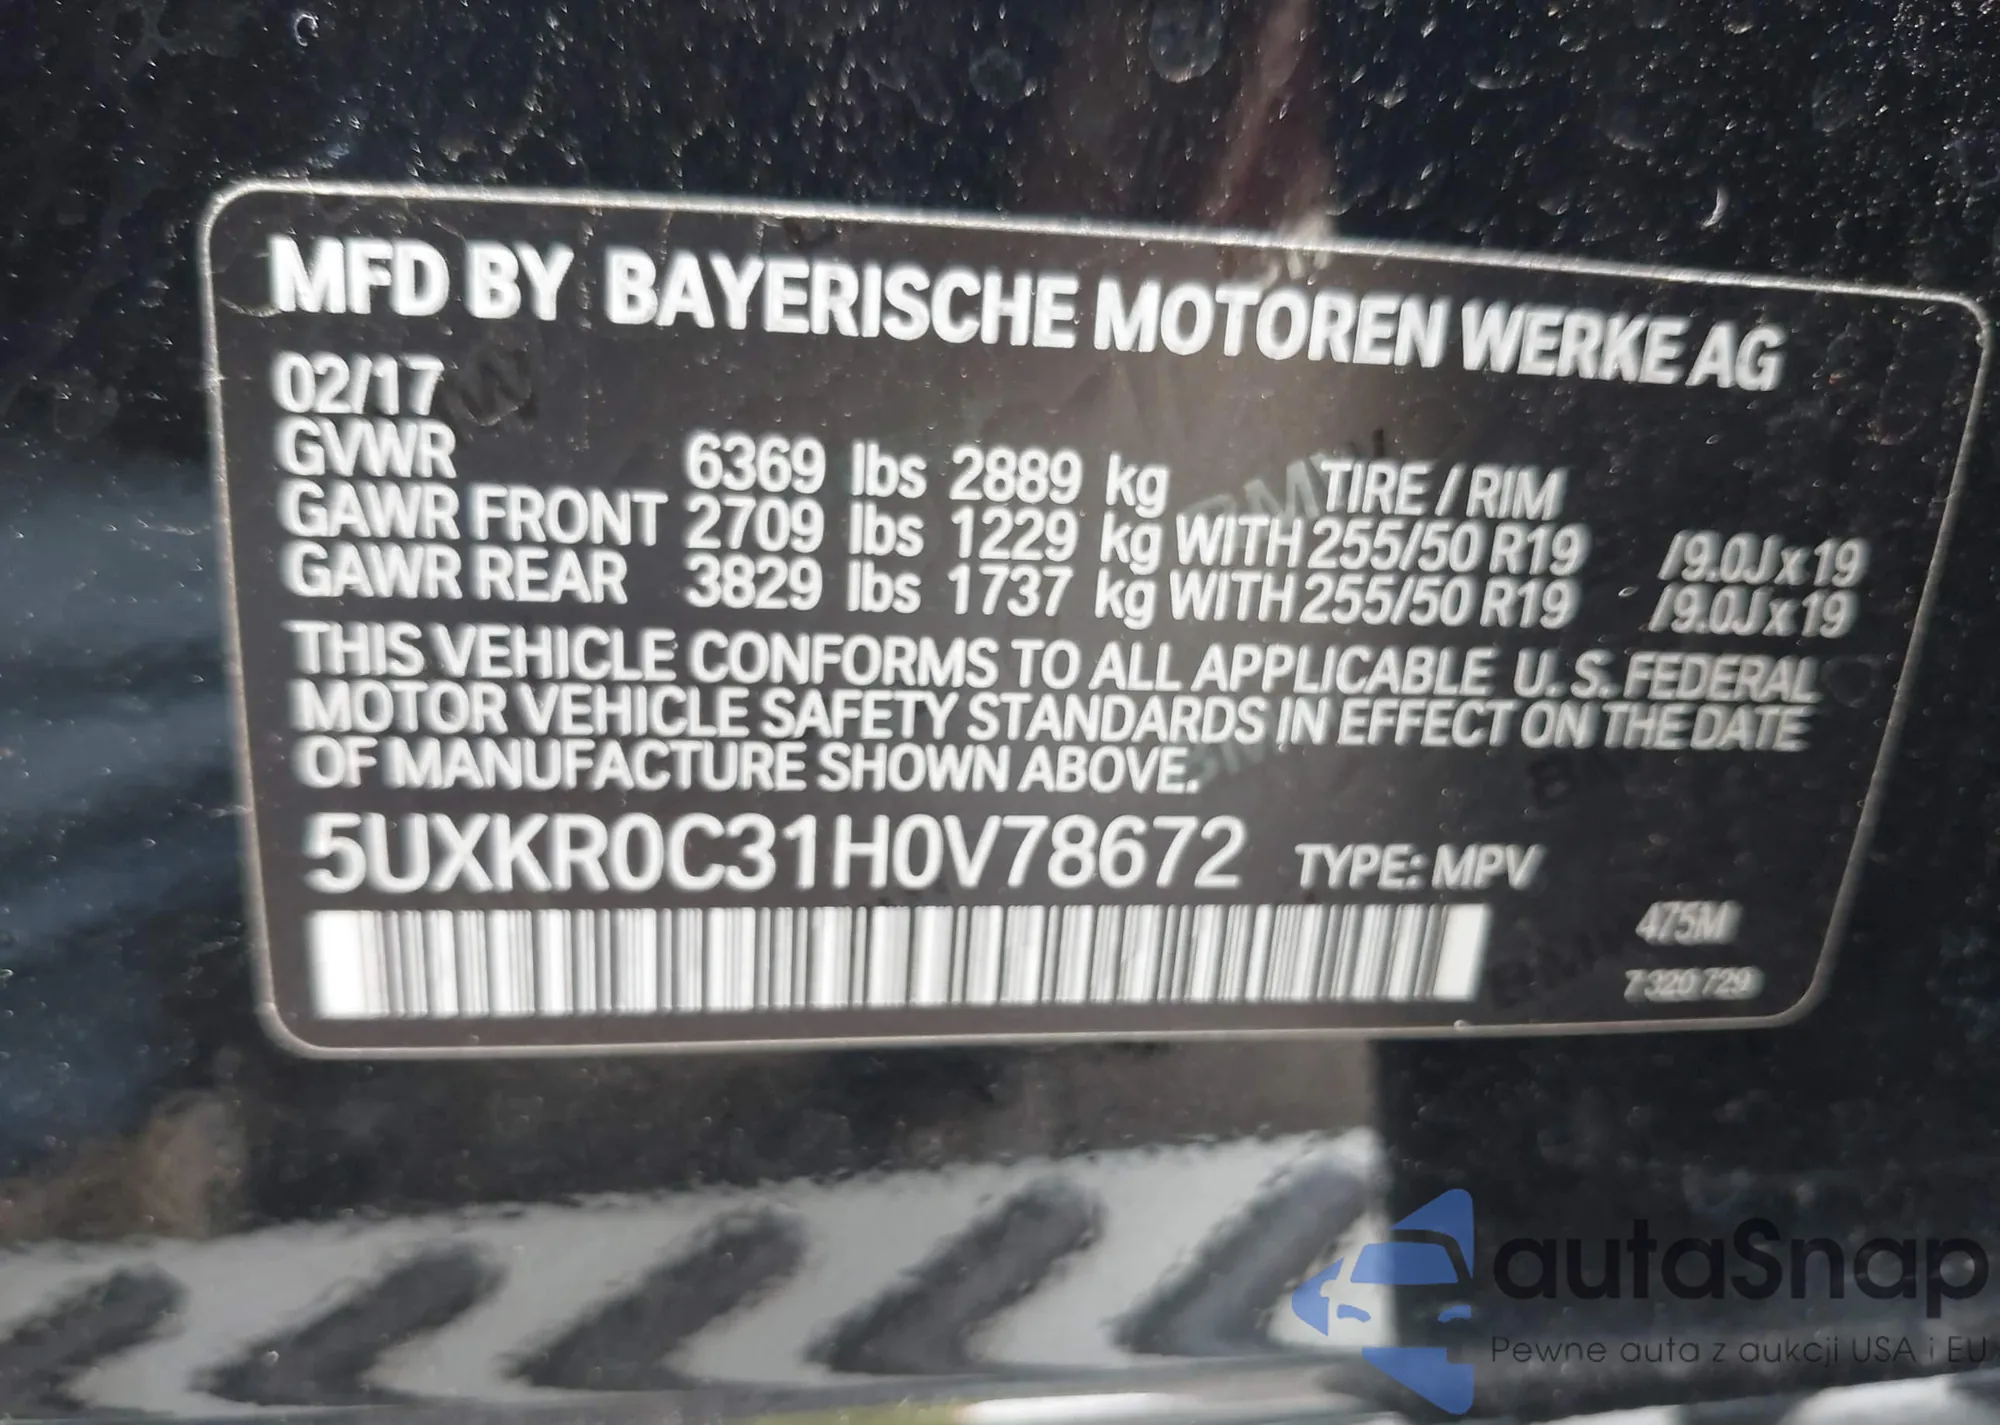 MFD BY BAYERISCHE MOTOREN WERKE AG
02/17
GVWR 6369 lbs 2889 kg TIRE / RIM
GAWR FRONT 2709 lbs 1229 kg WITH 255/50 R19 /9.0J x 19
GAWR REAR 3829 lbs 1737 kg WITH 255/50 R19 /9.0J x 19
THIS VEHICLE CONFORMS TO ALL APPLICABLE U.S. FEDERAL
MOTOR VEHICLE SAFETY STANDARDS IN EFFECT ON THE DATE
OF MANUFACTURE SHOWN ABOVE.
5UXKR0C31H0V78672 TYPE: MPV
475M
7 320 729
autaSnap
Pewne auta z aukcji USA i EU